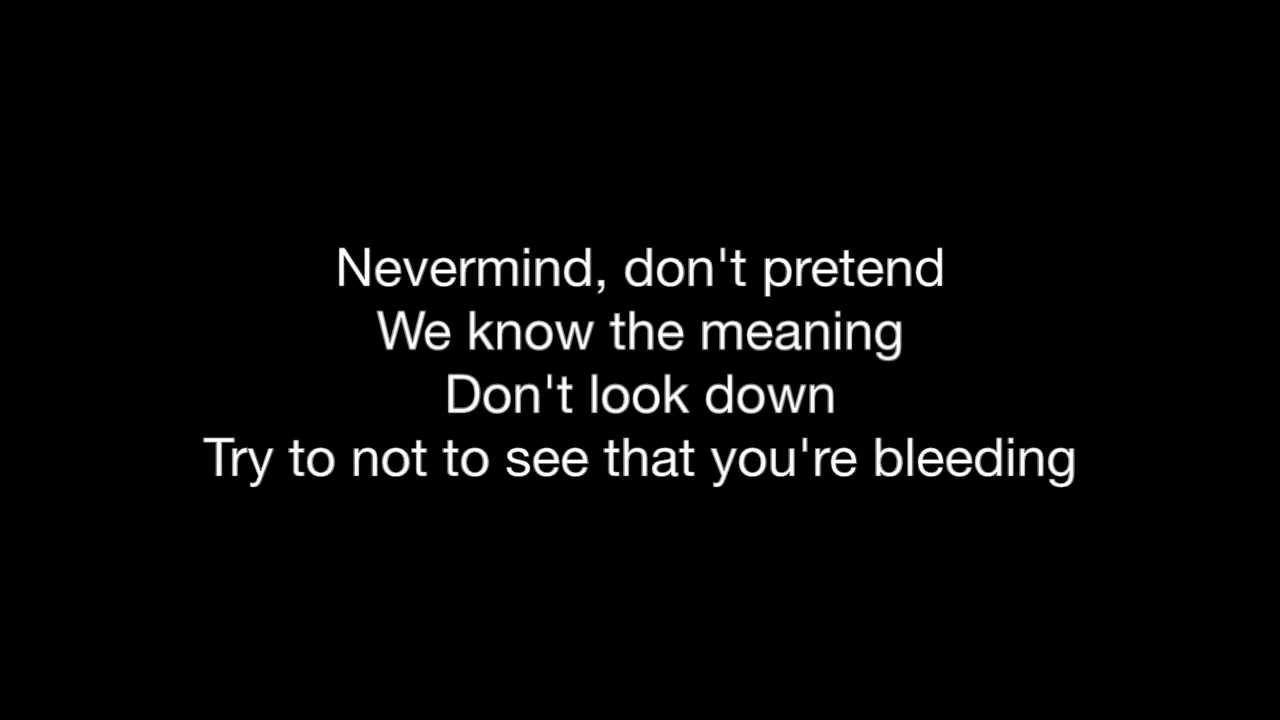 Nevermind, don't pretend
We know the meaning
Don't look down
Try to not to see that you're bleeding